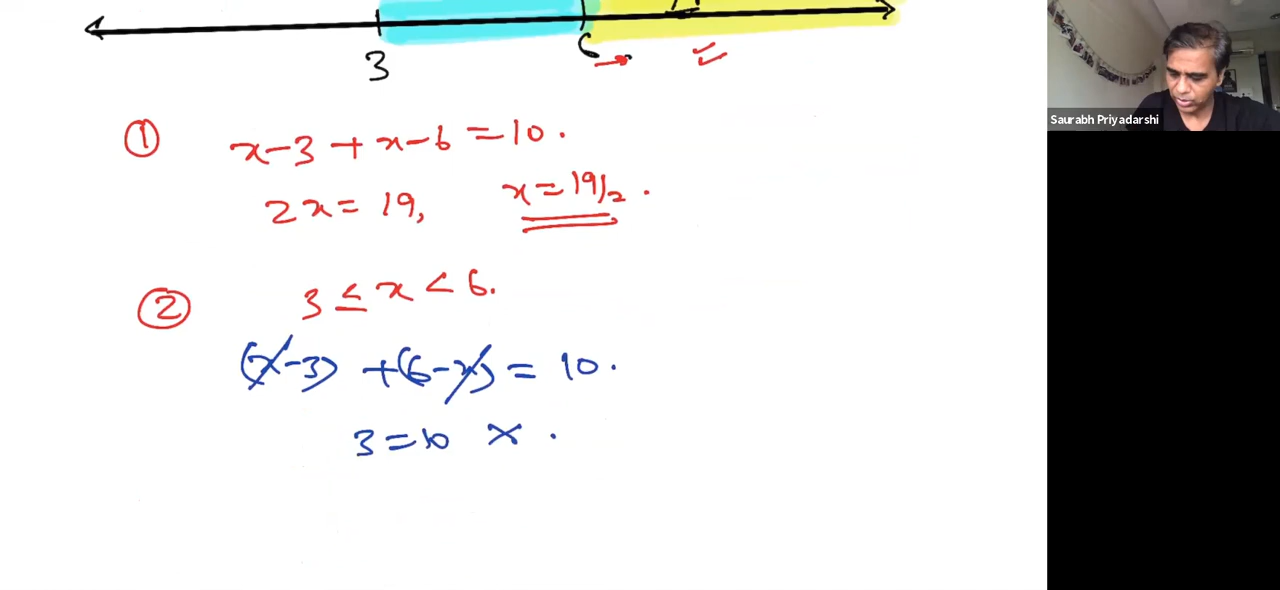 3 6
Saurabh Priyadarshi
① x-3 + x-6 = 10.
2x = 19, x = 19/2.
② 3 ≤ x < 6.
(x-3) + (6-x) = 10.
3 = 10 ×.